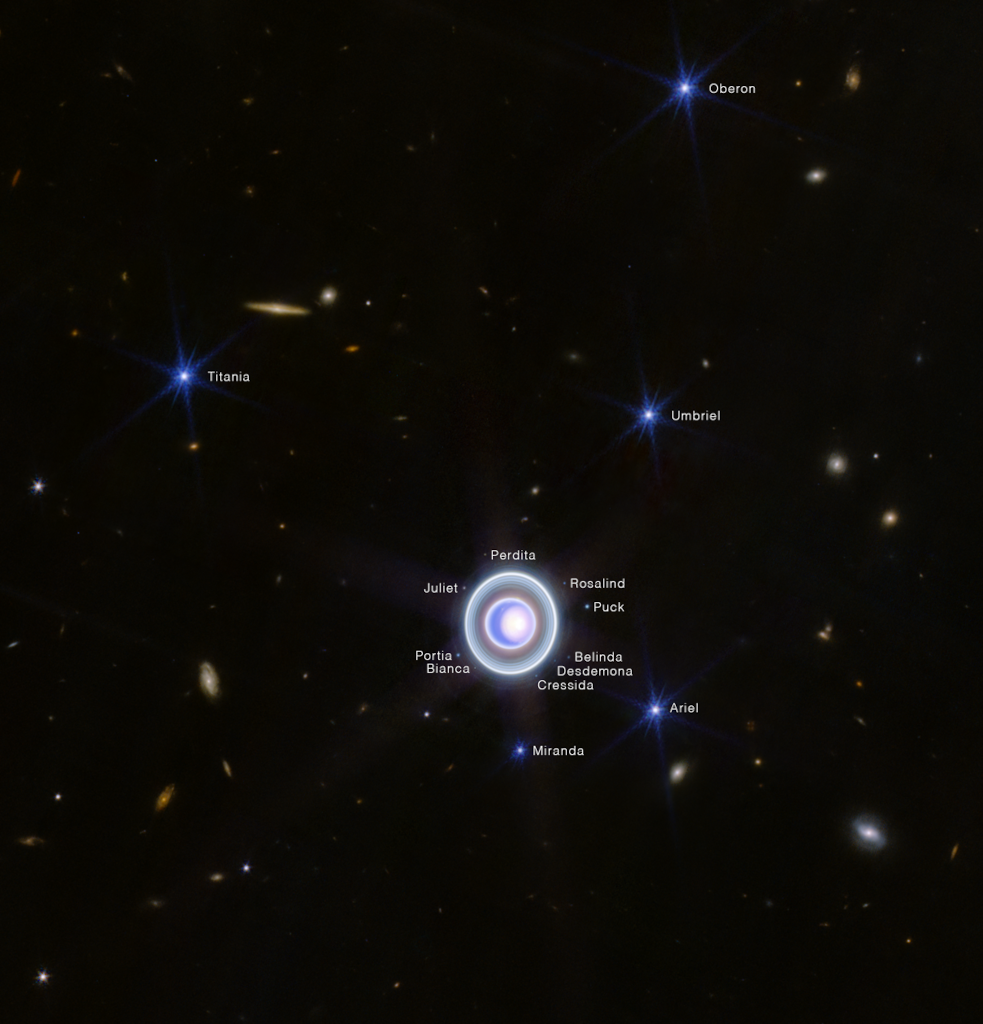 Oberon
Titania
Umbriel
Perdita
Rosalind
Juliet
Puck
Portia
Belinda
Bianca
Desdemona
Cressida
Ariel
Miranda